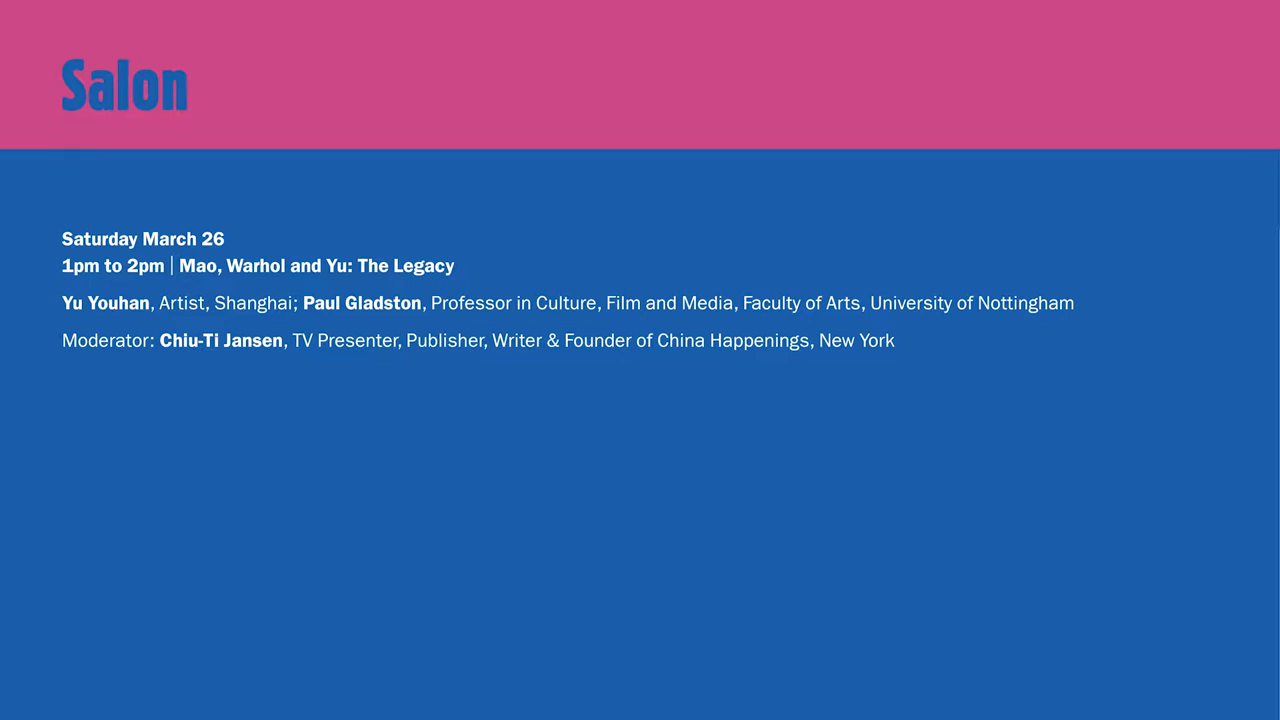 Salon
Saturday March 26
1pm to 2pm | Mao, Warhol and Yu: The Legacy
Yu Youhan, Artist, Shanghai; Paul Gladston, Professor in Culture, Film and Media, Faculty of Arts, University of Nottingham
Moderator: Chiu-Ti Jansen, TV Presenter, Publisher, Writer & Founder of China Happenings, New York